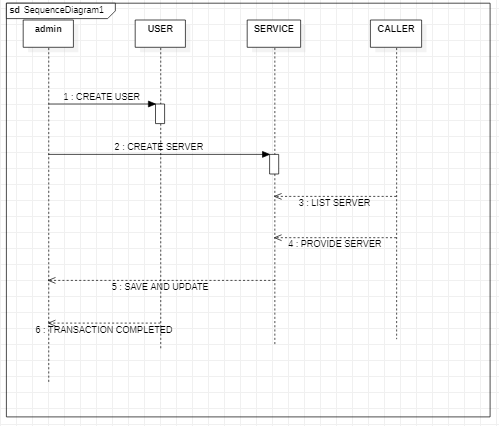 sd SequenceDiagram1
admin
USER
SERVICE
CALLER
1 : CREATE USER
2 : CREATE SERVER
3 : LIST SERVER
4 : PROVIDE SERVER
5 : SAVE AND UPDATE
6 : TRANSACTION COMPLETED